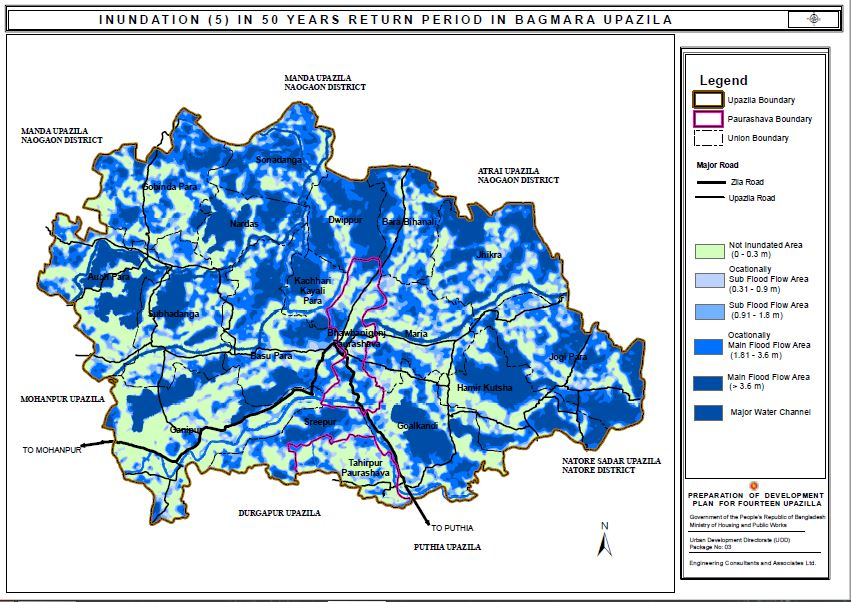 INUNDATION (5) IN 50 YEARS RETURN PERIOD IN BAGMARA UPAZILA
MANDA UPAZILA
NAOGAON DISTRICT
MANDA UPAZILA
NAOGAON DISTRICT
ATRAI UPAZILA
NAOGAON DISTRICT
Sonadanga
Gobinda Para
Nardas
Dwippur
Bara Bihanali
Jhikra
Auch Para
Kachhari
Kayali
Para
Subhadanga
Bhawhanigonj
Paurashava
Maria
Basu Para
Jogi Para
Hamir Kutsha
MOHANPUR UPAZILA
Ganipur
Sreepur
Goalkandi
TO MOHANPUR
Tahirpur
Paurashava
NATORE SADAR UPAZILA
NATORE DISTRICT
DURGAPUR UPAZILA
TO PUTHIA
PUTHIA UPAZILA
N
Legend
Upazila Boundary
Paurashava Boundary
Union Boundary
Major Road
Zila Road
Upazila Road
Not Inundated Area
(0 - 0.3 m)
Ocationally
Sub Flood Flow Area
(0.31 - 0.9 m)
Sub Flood Flow Area
(0.91 - 1.8 m)
Ocationally
Main Flood Flow Area
(1.81 - 3.6 m)
Main Flood Flow Area
(> 3.6 m)
Major Water Channel
PREPARATION OF DEVELOPMENT
PLAN FOR FOURTEEN UPAZILLA
Government of the People's Republic of Bangladesh
Ministry of Housing and Public Works
Urban Development Directorate (UDD)
Package No: 03
Engineering Consultants and Associates Ltd.